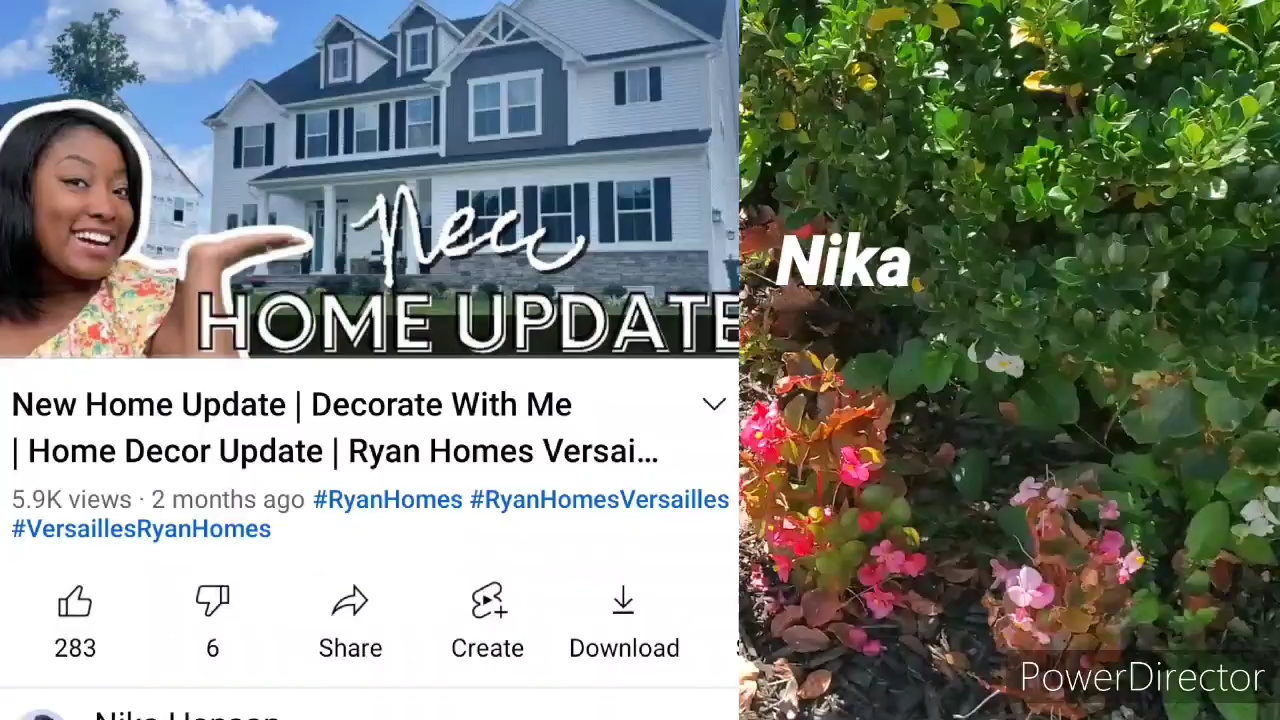 New
HOME UPDATE
New Home Update | Decorate With Me
| Home Decor Update | Ryan Homes Versai...
5.9K views · 2 months ago #RyanHomes #RyanHomesVersailles
#VersaillesRyanHomes
283
6
Share
Create
Download
Nika
PowerDirector